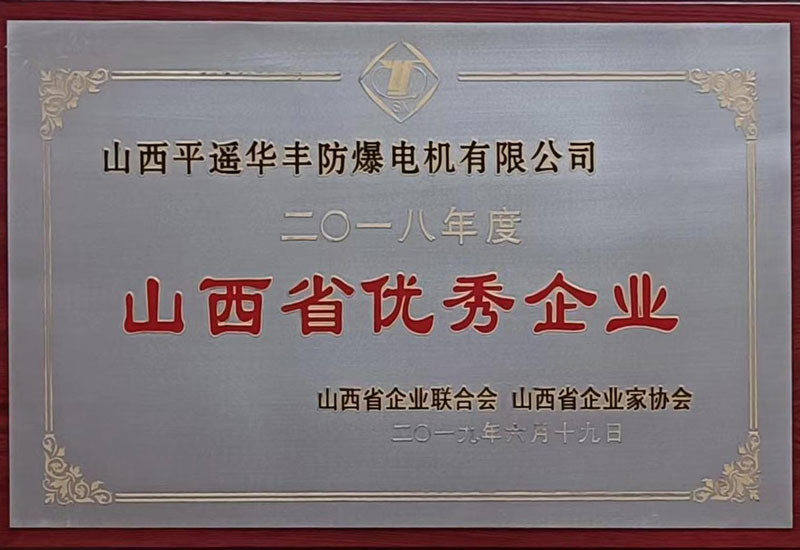 山西平遥华丰防爆电机有限公司
二〇一八年度
山西省优秀企业
山西省企业联合会 山西省企业家协会
二〇一九年六月十九日